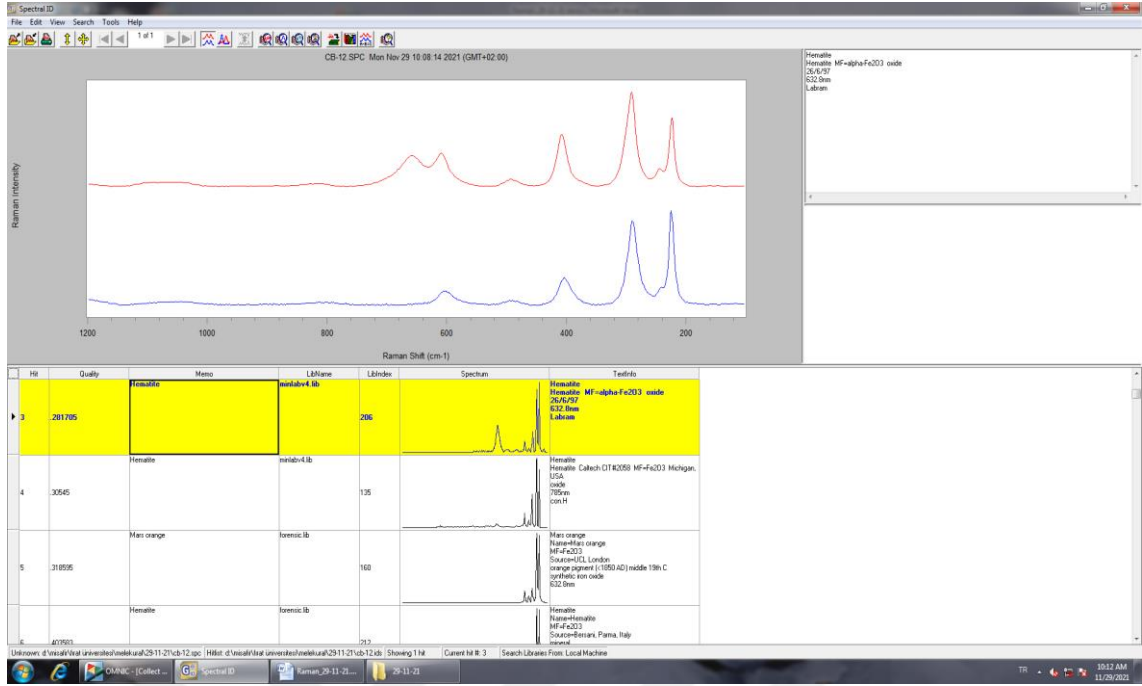 Spectral ID
File Edit View Search Tools Help
1 of 1
CB-12.SPC Mon Nov 29 10:08:14 2021 (GMT+02:00)
Raman intensity
1200 1000 800 600 400 200
Raman Shift (cm-1)
Hematite
Hematite MF=alpha-Fe2O3 oxide
26/6/97
632.8nm
Labram
Hit Quality Memo LibName LibIndex Spectrum TextInfo
3 .281705 Hematite minlabv4.lib 206
Hematite
Hematite MF=alpha-Fe2O3 oxide
26/6/97
632.8nm
Labram
4 .30545 Hematite minlabv4.lib 135
Hematite
Hematite Caltech CIT#2058 MF=Fe2O3 Michigan,
USA
oxide
785nm
con.H
5 .318595 Mars orange forensic.lib 160
Mars orange
Name=Mars orange
MF=Fe2O3
Source=UCL London
orange pigment (<1850 AD) middle 19th C
synthetic iron oxide
632.8nm
Hematite forensic.lib
Hematite
Name=Hematite
MF=Fe2O3
Source=Bersani, Parma, Italy
Hitlist: Showing 1 hit Current hit #: 3 Search Libraries From: Local Machine
OMNIC - [Collect ... Spectral ID Raman_29-11-21.... 29-11-21
TR 10:12 AM
11/29/2021